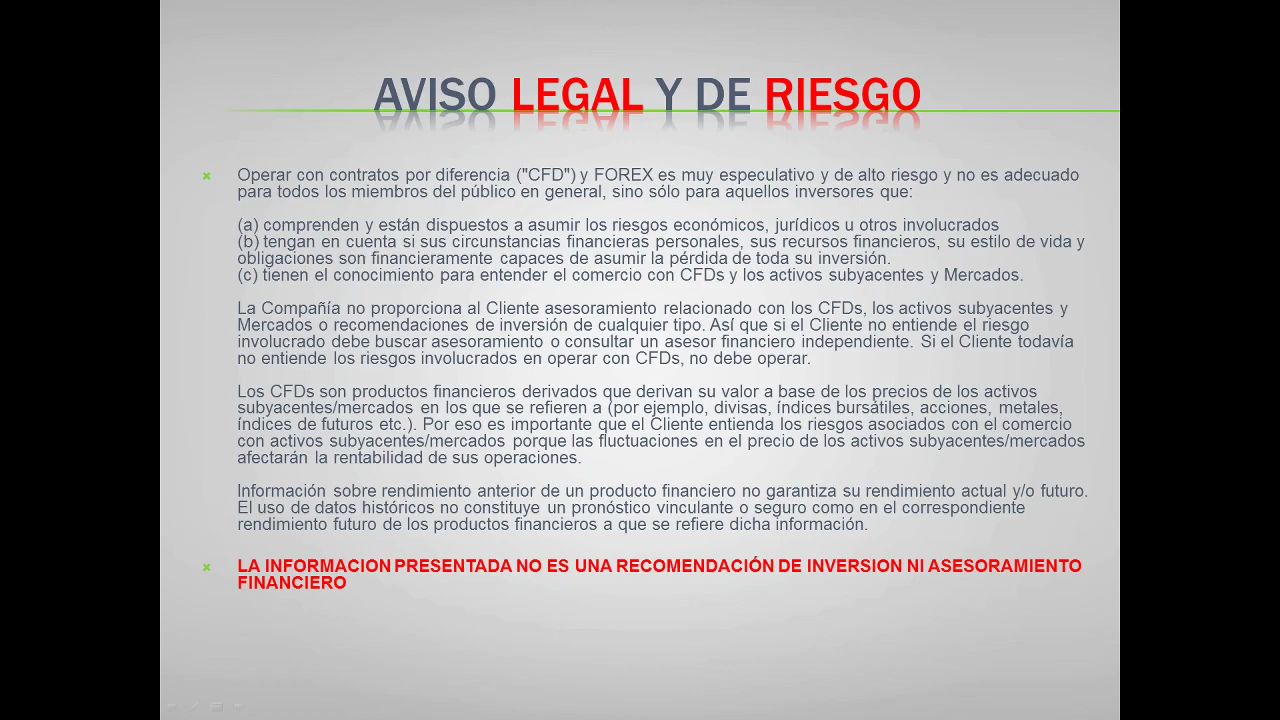 AVISO LEGAL Y DE RIESGO
Operar con contratos por diferencia ("CFD") y FOREX es muy especulativo y de alto riesgo y no es adecuado
para todos los miembros del público en general, sino sólo para aquellos inversores que:
(a) comprenden y están dispuestos a asumir los riesgos económicos, jurídicos u otros involucrados
(b) tengan en cuenta si sus circunstancias financieras personales, sus recursos financieros, su estilo de vida y
obligaciones son financieramente capaces de asumir la pérdida de toda su inversión.
(c) tienen el conocimiento para entender el comercio con CFDs y los activos subyacentes y Mercados.
La Compañía no proporciona al Cliente asesoramiento relacionado con los CFDs, los activos subyacentes y
Mercados o recomendaciones de inversión de cualquier tipo. Así que si el Cliente no entiende el riesgo
involucrado debe buscar asesoramiento o consultar un asesor financiero independiente. Si el Cliente todavía
no entiende los riesgos involucrados en operar con CFDs, no debe operar.
Los CFDs son productos financieros derivados que derivan su valor a base de los precios de los activos
subyacentes/mercados en los que se refieren a (por ejemplo, divisas, índices bursátiles, acciones, metales,
índices de futuros etc.). Por eso es importante que el Cliente entienda los riesgos asociados con el comercio
con activos subyacentes/mercados porque las fluctuaciones en el precio de los activos subyacentes/mercados
afectarán la rentabilidad de sus operaciones.
Información sobre rendimiento anterior de un producto financiero no garantiza su rendimiento actual y/o futuro.
El uso de datos históricos no constituye un pronóstico vinculante o seguro como en el correspondiente
rendimiento futuro de los productos financieros a que se refiere dicha información.
LA INFORMACION PRESENTADA NO ES UNA RECOMENDACIÓN DE INVERSION NI ASESORAMIENTO
FINANCIERO